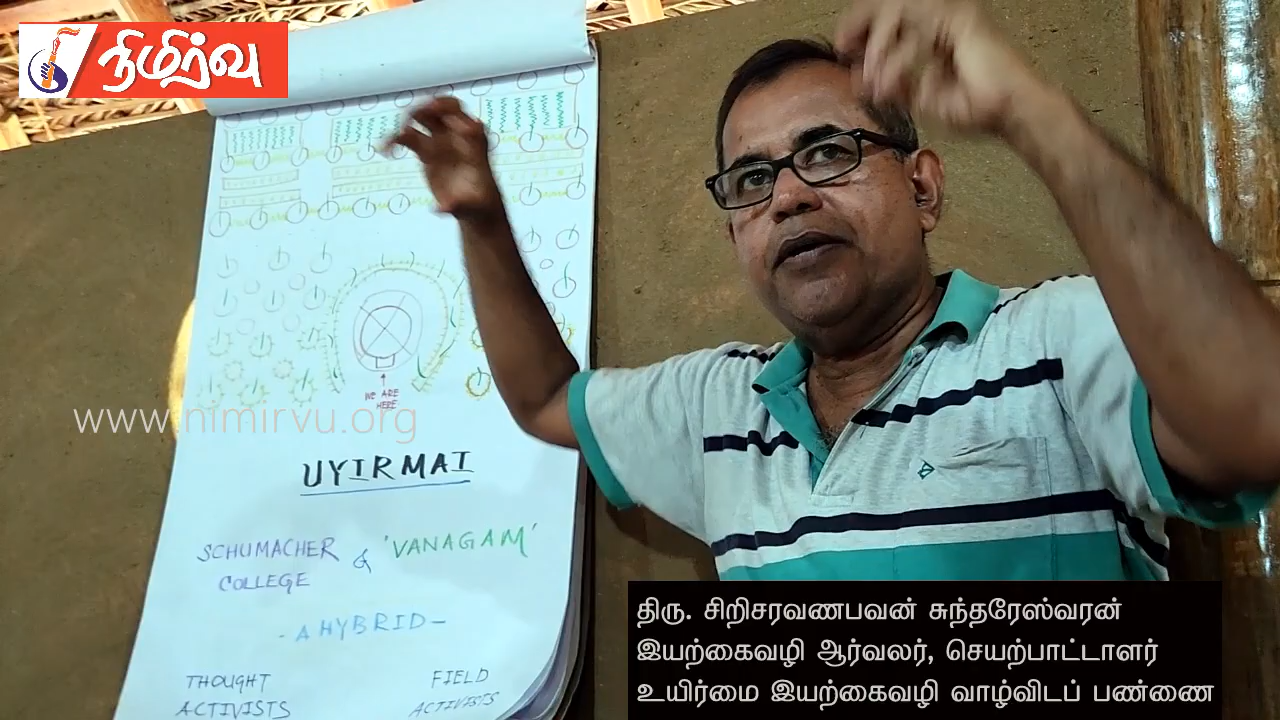 நிமிர்வு
WE ARE
HERE
www.nimirvu.org
UYIRMAI
SCHUMACHER
COLLEGE
& 'VANAGAM'
- A HYBRID -
THOUGHT
ACTIVISTS
FIELD
ACTIVISTS
திரு. சிறிசரவணபவன் சுந்தரேஸ்வரன்
இயற்கைவழி ஆர்வலர், செயற்பாட்டாளர்
உயிர்மை இயற்கைவழி வாழ்விடப் பண்ணை